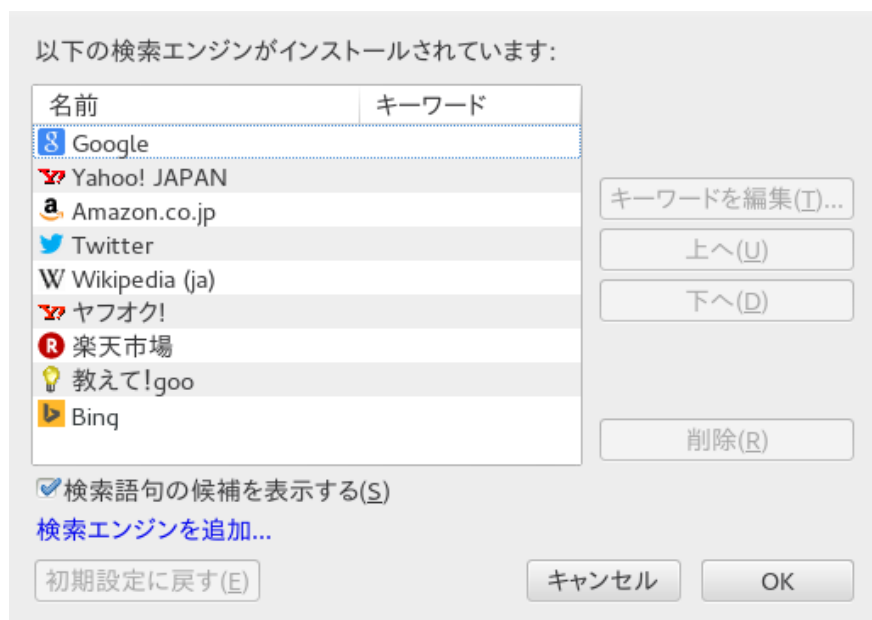 以下の検索エンジンがインストールされています:
名前 キーワード
Google
Yahoo! JAPAN
Amazon.co.jp
Twitter
Wikipedia (ja)
ヤフオク!
楽天市場
教えて!goo
Bing
キーワードを編集(T)...
上へ(U)
下へ(D)
削除(R)
検索語句の候補を表示する(S)
検索エンジンを追加...
初期設定に戻す(E) キャンセル OK